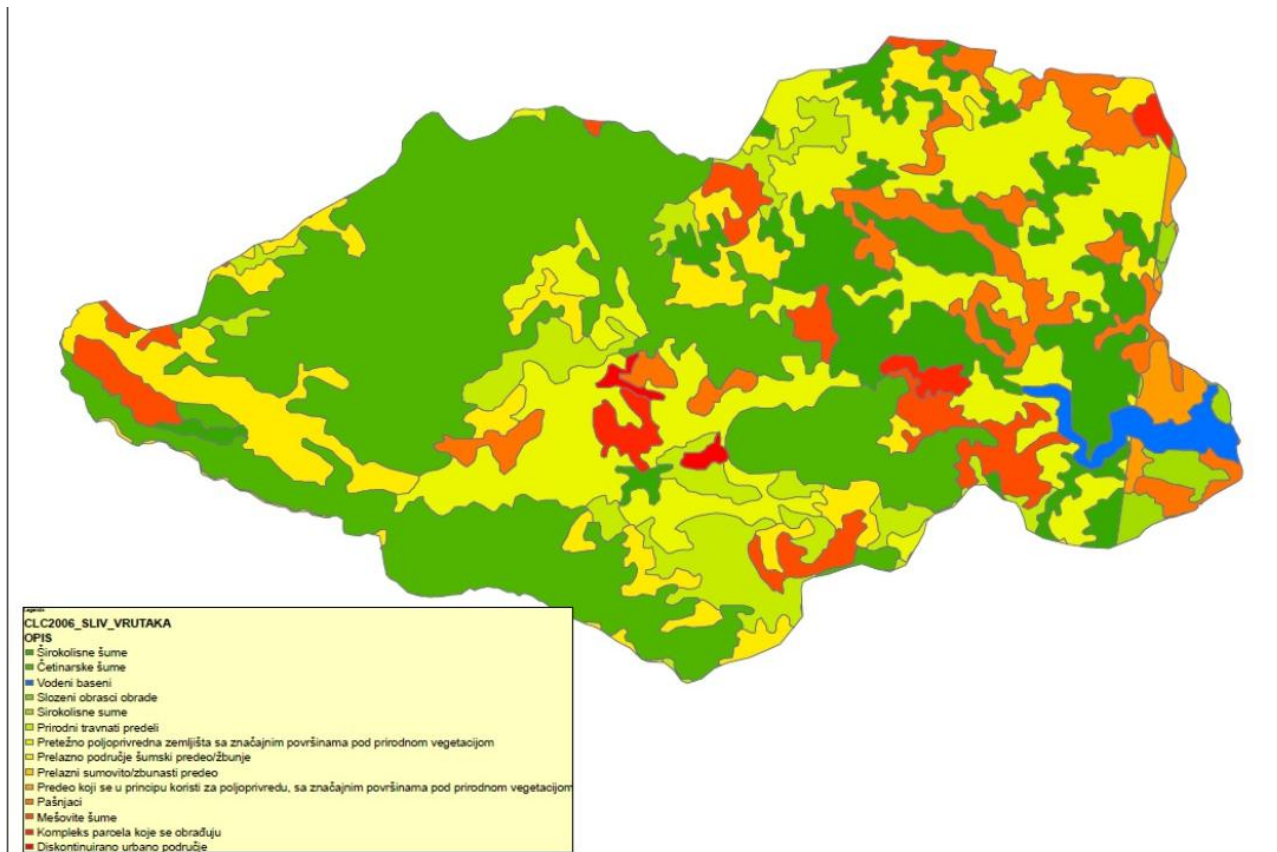 Legenda
CLC2006_SLIV_VRUTAKA
OPIS
Širokolisne šume
Četinarske šume
Vodeni baseni
Slozeni obrasci obrade
Sirokolisne sume
Prirodni travnati predeli
Pretežno poljoprivredna zemljišta sa značajnim površinama pod prirodnom vegetacijom
Prelazno područje šumski predeo/žbunje
Prelazni sumovito/zbunasti predeo
Predeo koji se u principu koristi za poljoprivredu, sa značajnim površinama pod prirodnom vegetacijom
Pašnjaci
Mešovite šume
Kompleks parcela koje se obrađuju
Diskontinuirano urbano područje